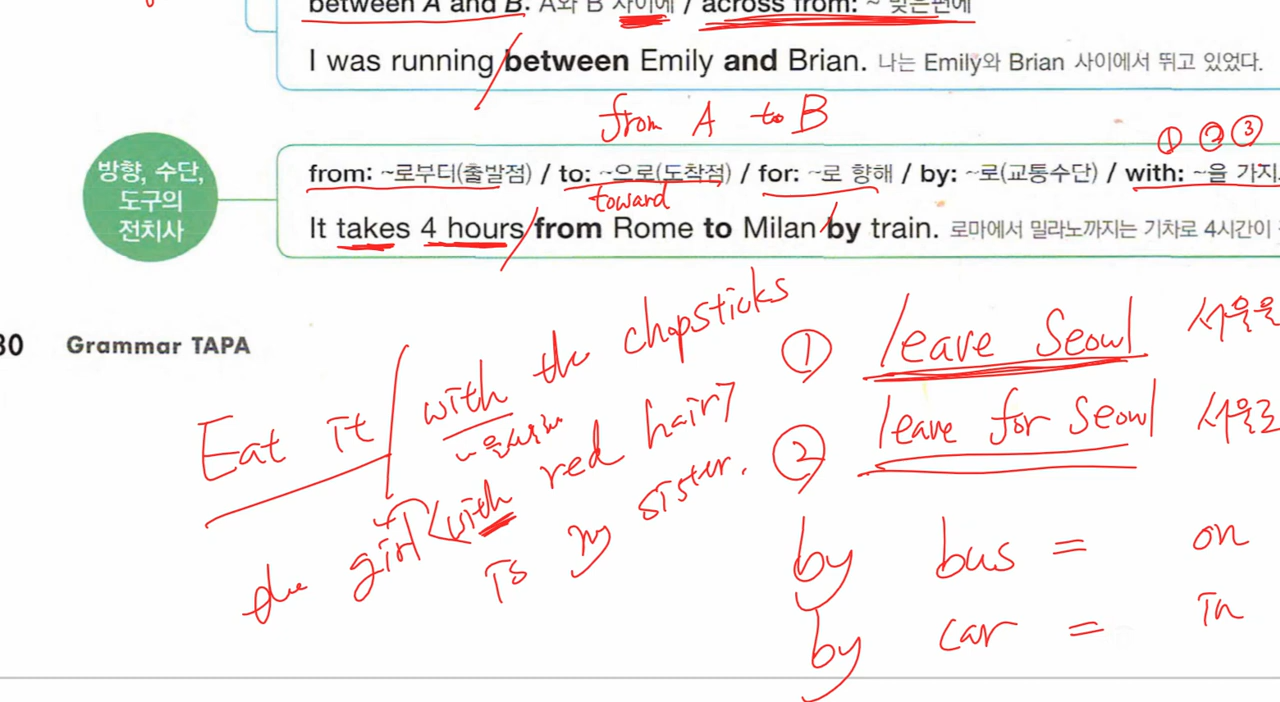 between A and B: A와 B 사이에 / across from: ~ 맞은편에
I was running between Emily and Brian. 나는 Emily와 Brian 사이에서 뛰고 있었다.
from A to B
① ② ③
방향, 수단,
도구의
전치사
from: ~로부터(출발점) / to: ~으로(도착점) / for: ~로 향해 / by: ~로(교통수단) / with: ~을 가지
toward
It takes 4 hours from Rome to Milan by train. 로마에서 밀라노까지는 기차로 4시간이
80 Grammar TAPA
Eat it with the chopsticks
the girl <with red hair>
is my sister.
① leave Seoul 서울을
② leave for Seoul 서울로
by bus = on
by car = in